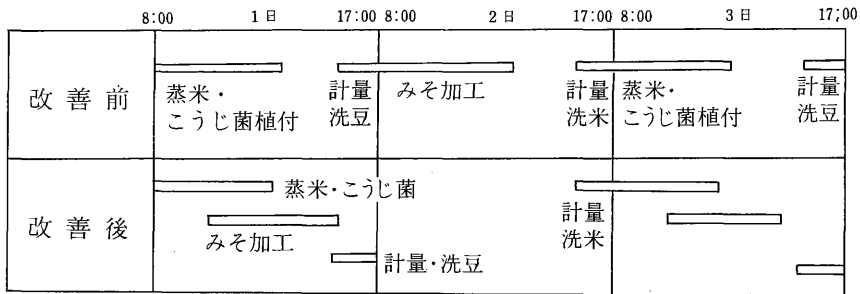 8:00 1日 17:00 8:00 2日 17:00 8:00 3日 17;00
改善前
蒸米・
こうじ菌植付
計量
洗豆
みそ加工
計量
洗米
蒸米・
こうじ菌植付
計量
洗豆
改善後
蒸米・こうじ菌
みそ加工
計量・洗豆
計量
洗米